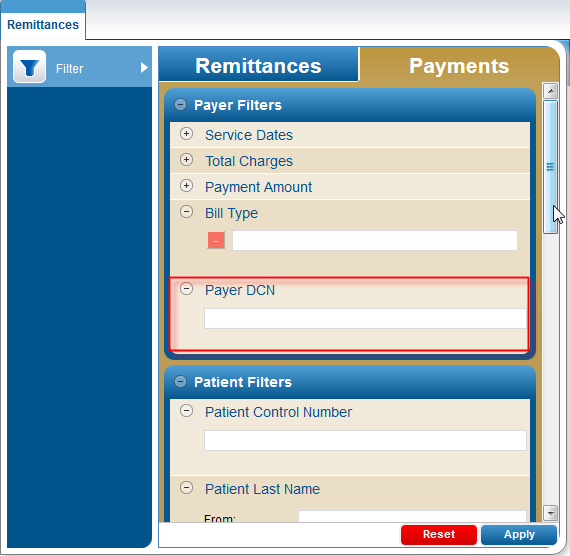 Remittances
Filter
Remittances
Payments
Payer Filters
Service Dates
Total Charges
Payment Amount
Bill Type
-
Payer DCN
Patient Filters
Patient Control Number
Patient Last Name
From:
Reset
Apply